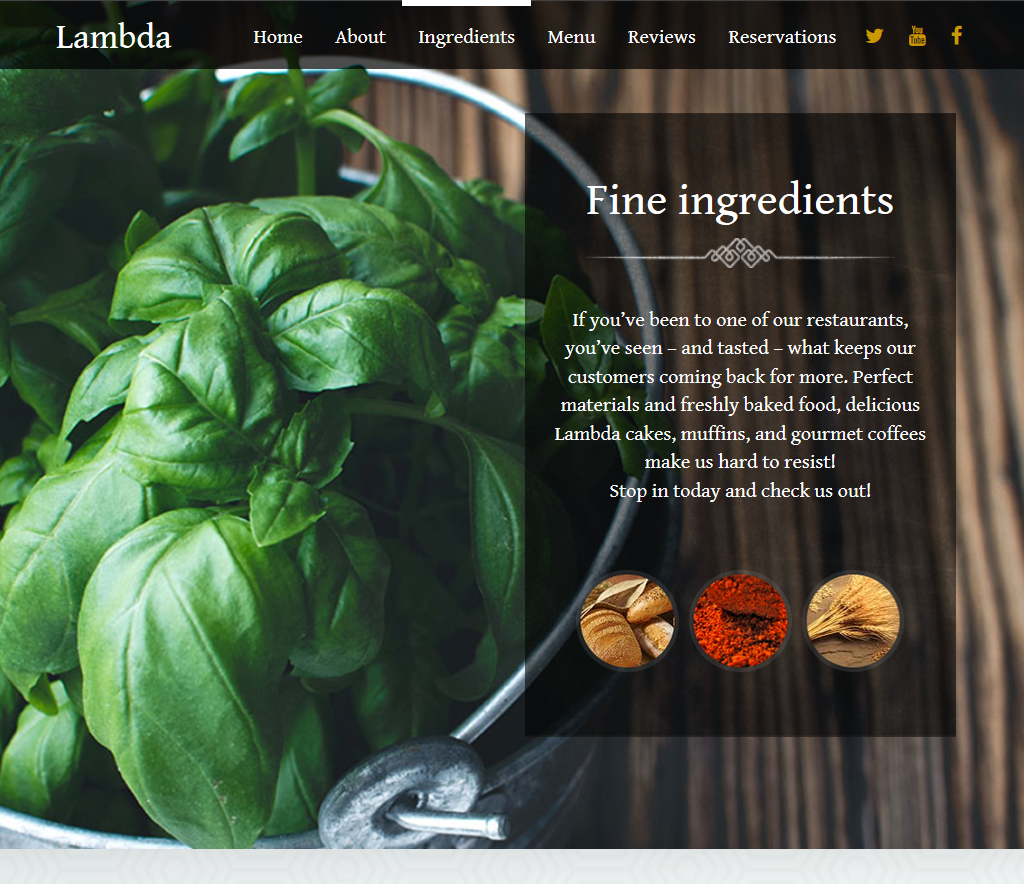 Lambda
Home About Ingredients Menu Reviews Reservations You Tube
Fine ingredients
If you’ve been to one of our restaurants,
you’ve seen – and tasted – what keeps our
customers coming back for more. Perfect
materials and freshly baked food, delicious
Lambda cakes, muffins, and gourmet coffees
make us hard to resist!
Stop in today and check us out!